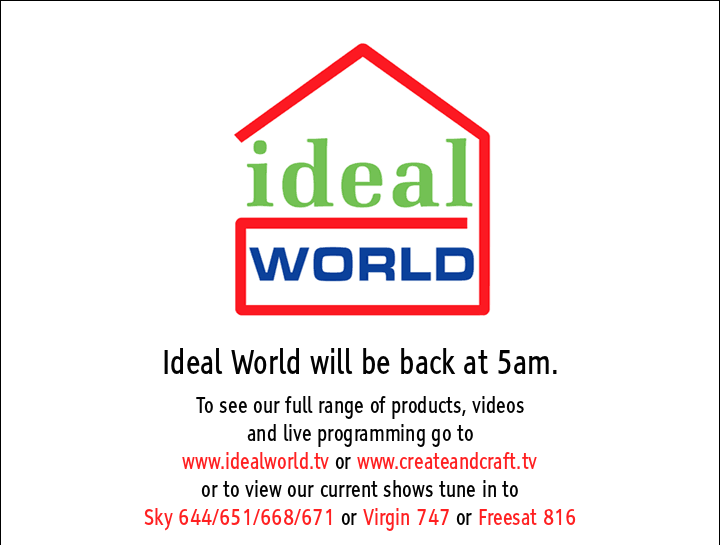 ideal
WORLD
Ideal World will be back at 5am.
To see our full range of products, videos
and live programming go to
www.idealworld.tv or www.createandcraft.tv
or to view our current shows tune in to
Sky 644/651/668/671 or Virgin 747 or Freesat 816